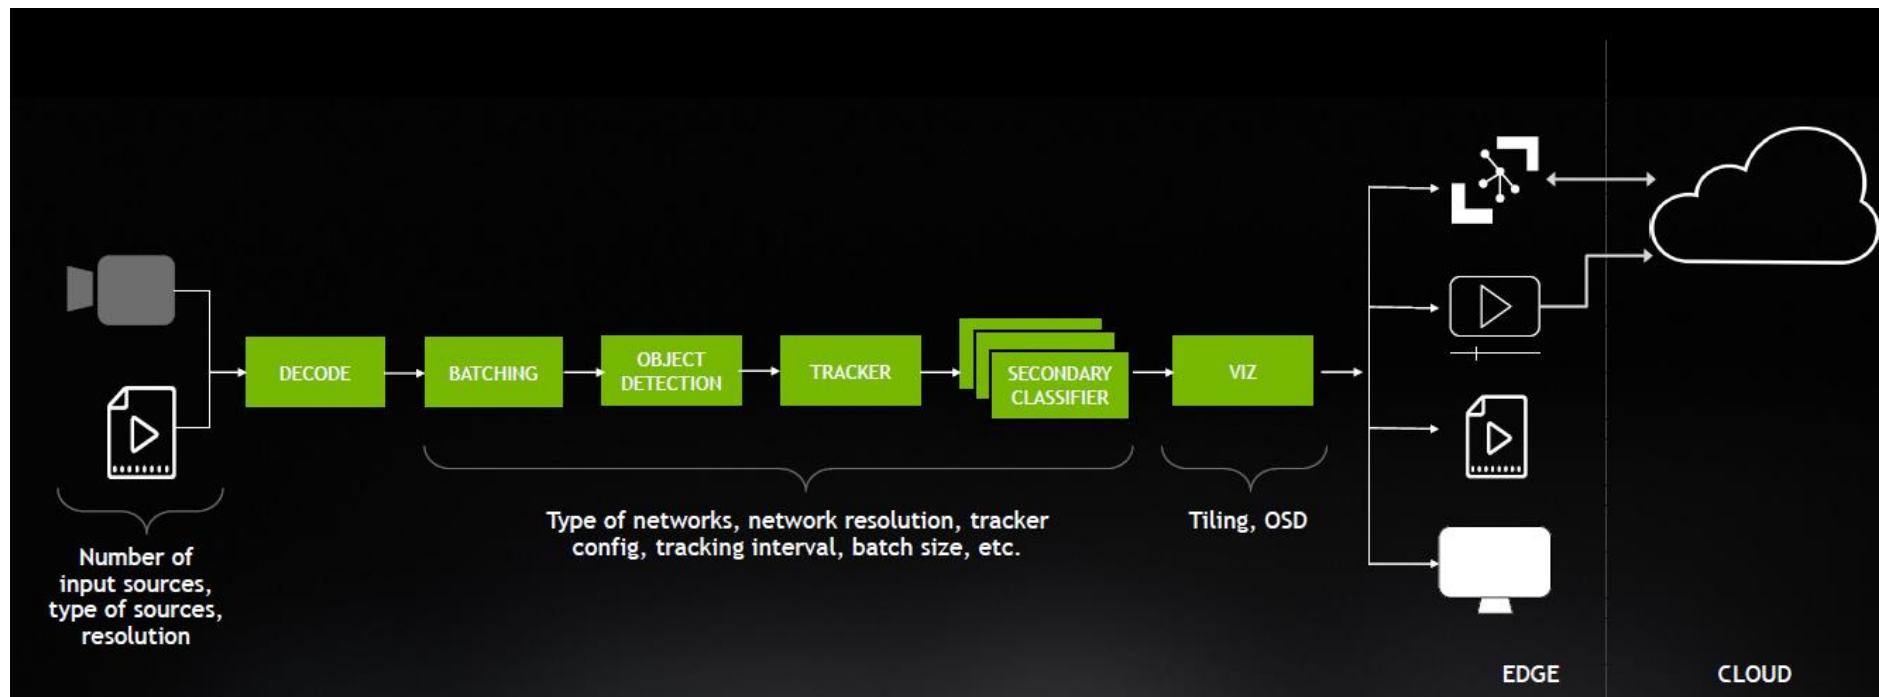 DECODE
BATCHING
OBJECT
DETECTION
TRACKER
SECONDARY
CLASSIFIER
VIZ
Number of
input sources,
type of sources,
resolution
Type of networks, network resolution, tracker
config, tracking interval, batch size, etc.
Tiling, OSD
EDGE
CLOUD